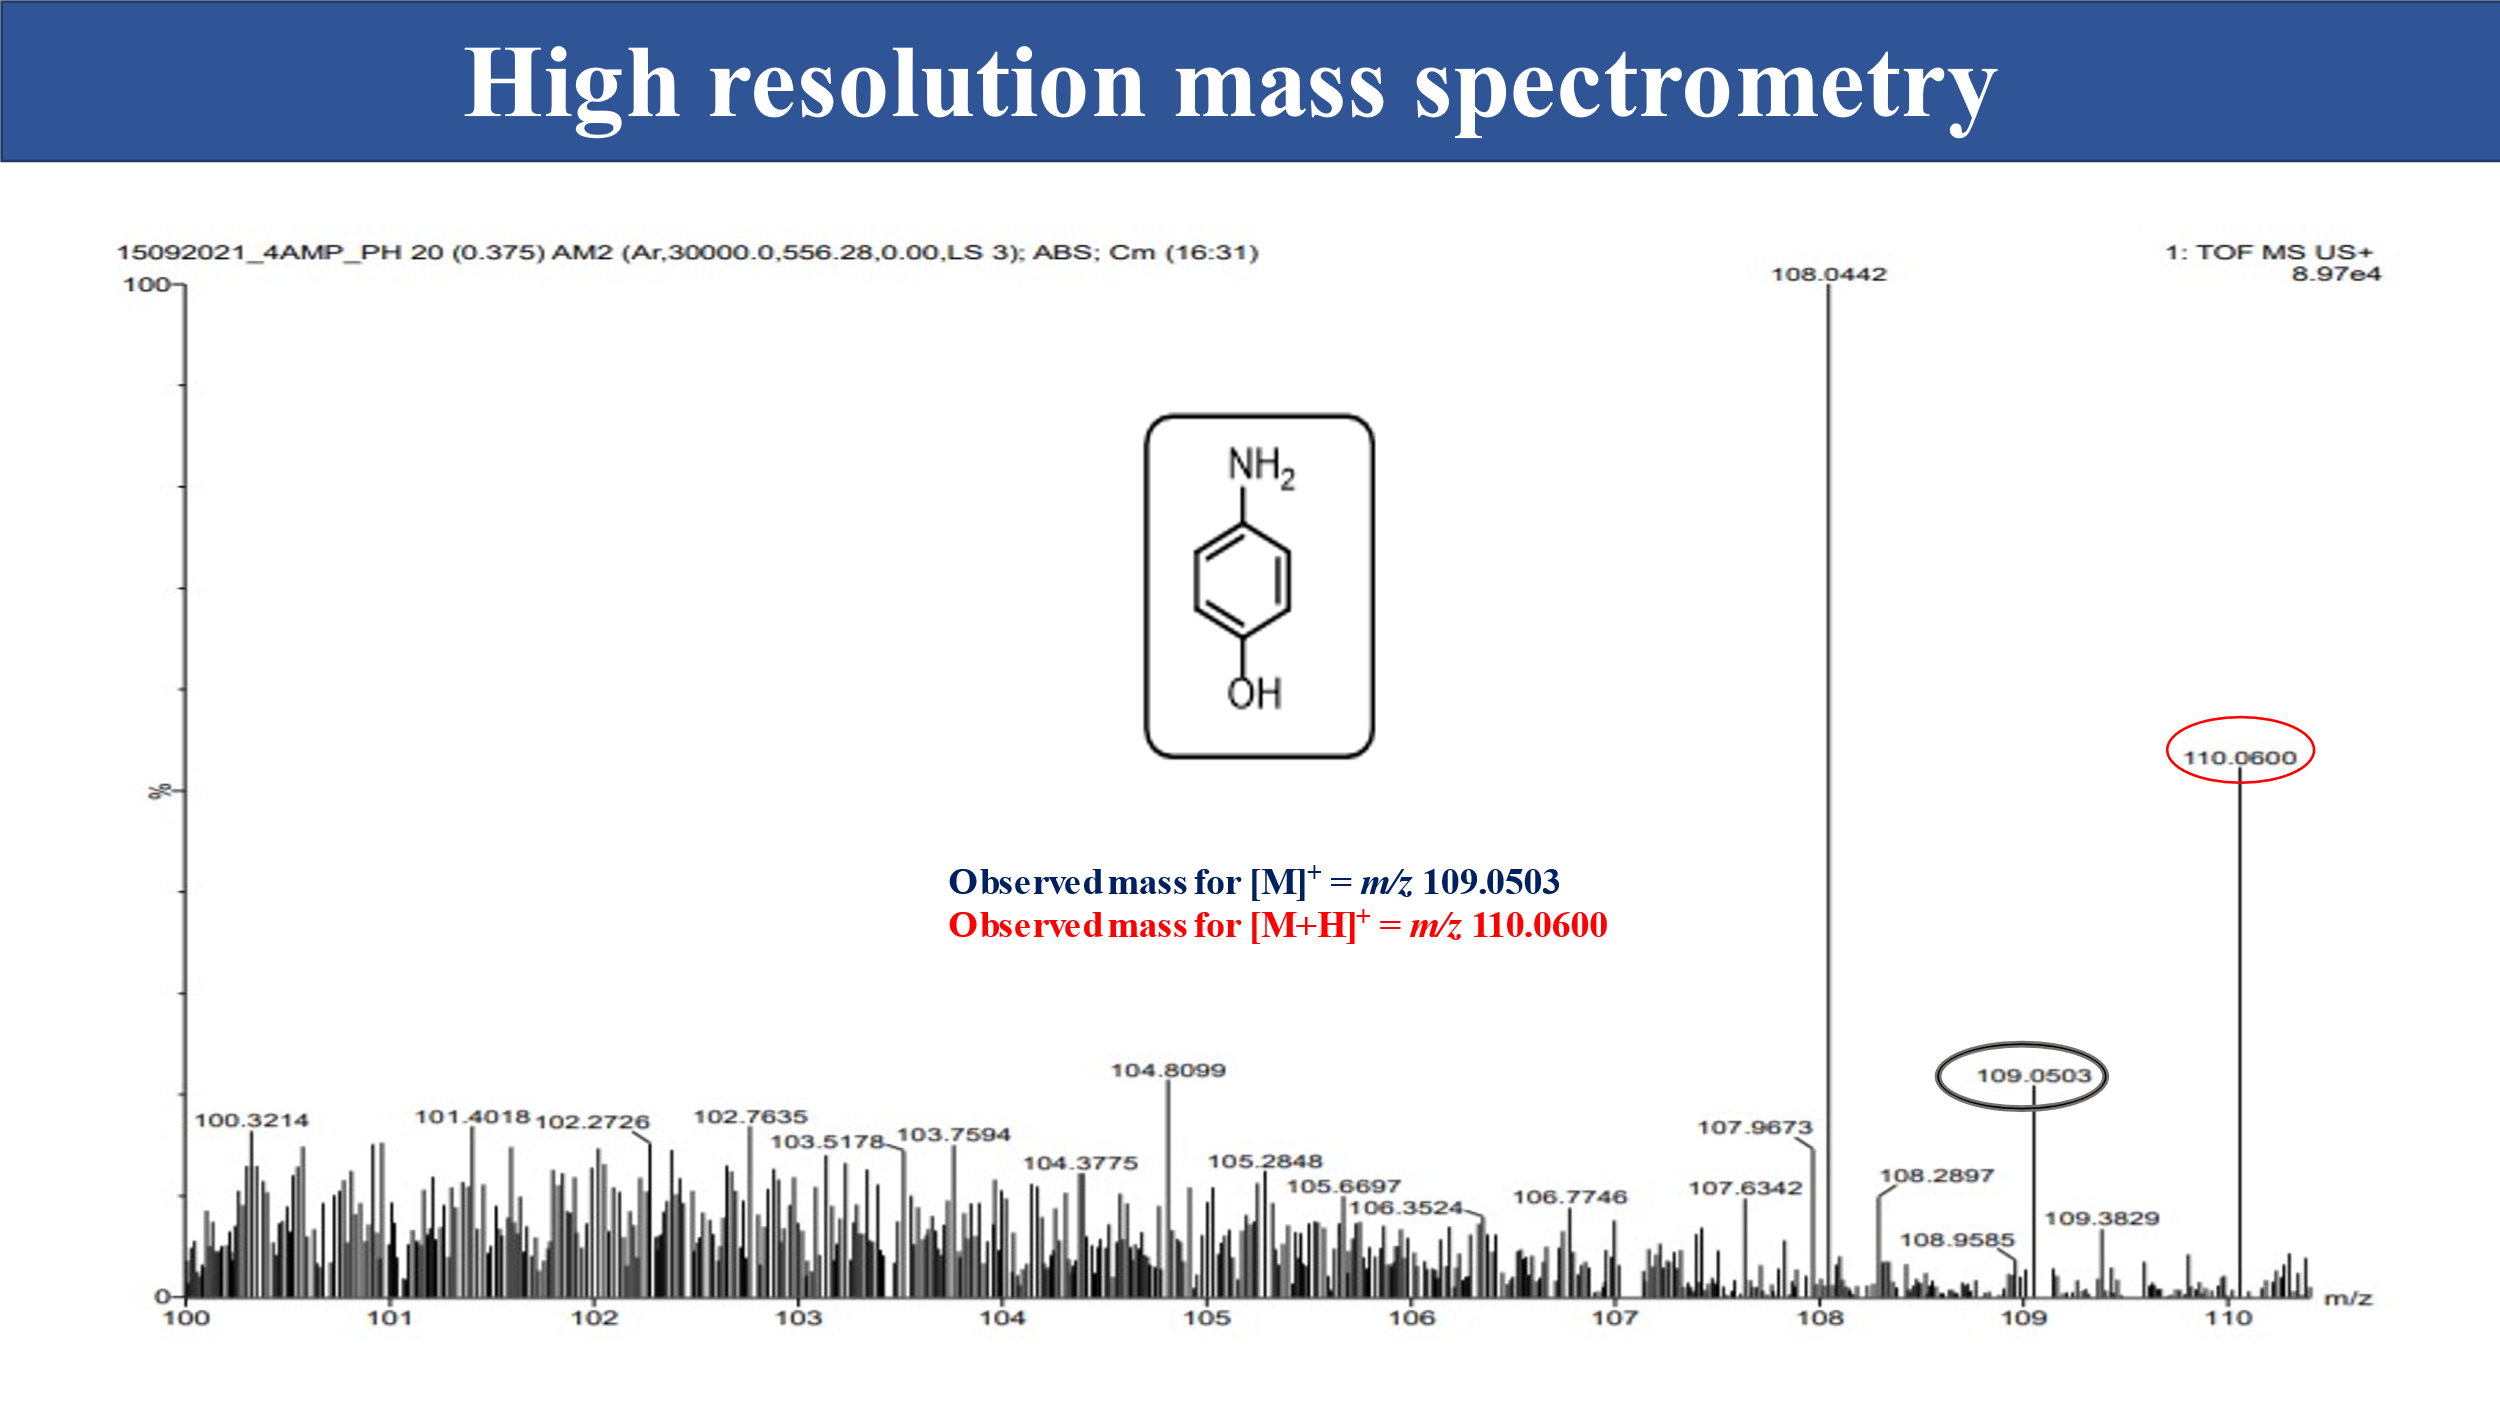 High resolution mass spectrometry
15092021_4AMP_PH 20 (0.375) AM2 (Ar,30000.0,556.28,0.00,LS 3); ABS; Cm (16:31)
1: TOF MS US+
8.97e4
100
108.0442
NH2
OH
110.0600
%
Observed mass for [M]+ = m/z 109.0503
Observed mass for [M+H]+ = m/z 110.0600
104.8099
109.0503
100.3214
101.4018
102.2726
102.7635
103.5178
103.7594
104.3775
105.2848
105.6697
106.3524
106.7746
107.6342
107.9673
108.2897
108.9585
109.3829
0
m/z
100 101 102 103 104 105 106 107 108 109 110